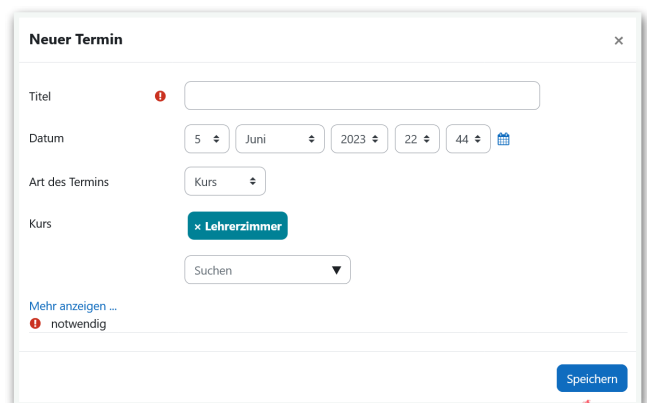 Neuer Termin ×
Titel
Datum 5 Juni 2023 22 44
Art des Termins Kurs
Kurs × Lehrerzimmer
Suchen ▼
Mehr anzeigen ...
notwendig
Speichern